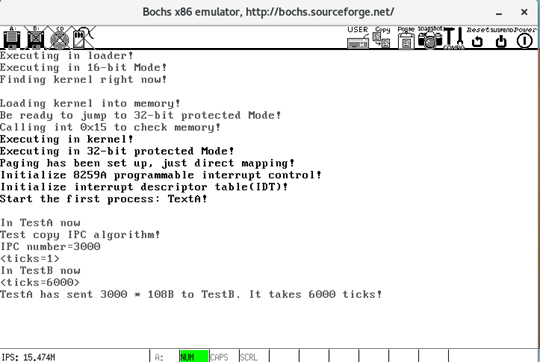 Bochs x86 emulator, http://bochs.sourceforge.net/
A: B: CD USER Copy Paste Snapshot CONFIG Reset SUSPEND Power
Executing in loader!
Executing in 16-bit Mode!
Finding kernel right now!
Loading kernel into memory!
Be ready to jump to 32-bit protected Mode!
Calling int 0x15 to check memory!
Executing in kernel!
Executing in 32-bit protected Mode!
Paging has been set up, just direct mapping!
Initialize 8259A programmable interrupt control!
Initialize interrupt descriptor table(IDT)!
Start the first process: TextA!
In TestA now
Test copy IPC algorithm!
IPC number=3000
<ticks=1>
In TestB now
<ticks=6000>
TestA has sent 3000 * 108B to TestB. It takes 6000 ticks!
IPS: 15,474M A: NUM CAPS SCRL